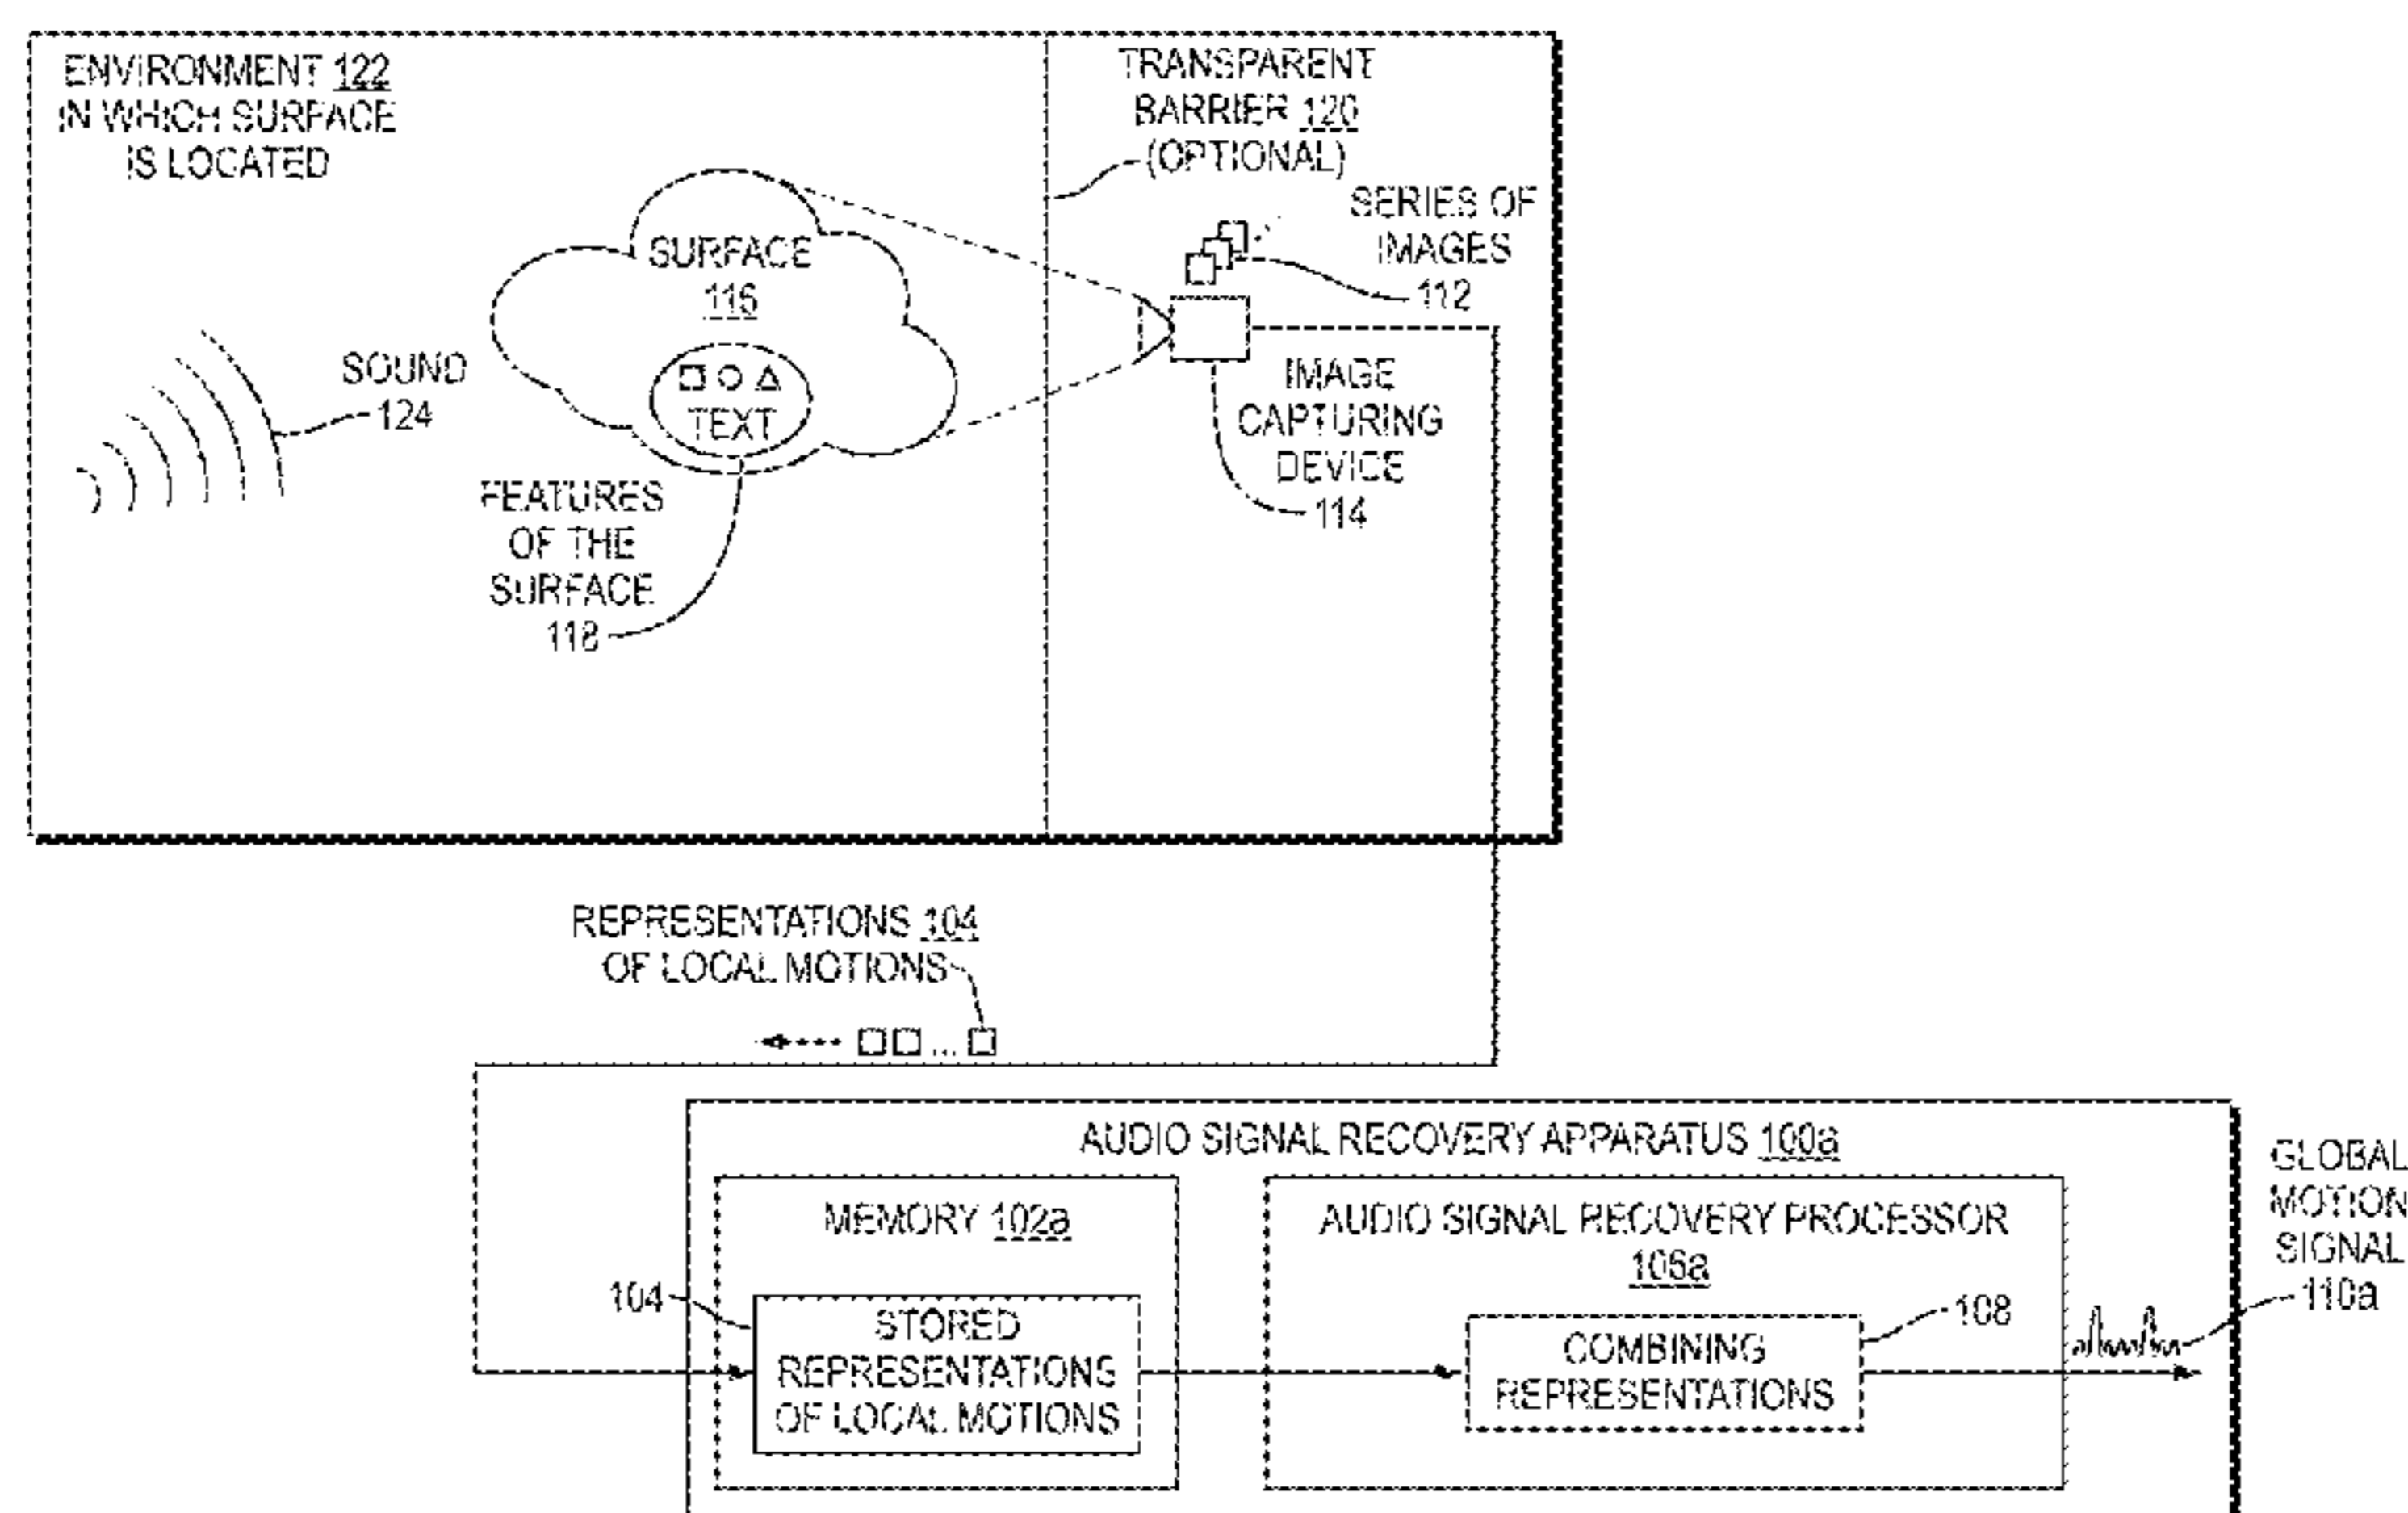 ENVIRONMENT 122
IN WHICH SURFACE
IS LOCATED
TRANSPARENT
BARRIER 120
(OPTIONAL)
SERIES OF
IMAGES
112
SURFACE
116
TEXT
SOUND
124
IMAGE
CAPTURING
DEVICE
114
FEATURES
OF THE
SURFACE
118
REPRESENTATIONS 104
OF LOCAL MOTIONS
...
AUDIO SIGNAL RECOVERY APPARATUS 100a
MEMORY 102a
104
STORED
REPRESENTATIONS
OF LOCAL MOTIONS
AUDIO SIGNAL RECOVERY PROCESSOR
106a
108
COMBINING
REPRESENTATIONS
GLOBAL
MOTION
SIGNAL
110a